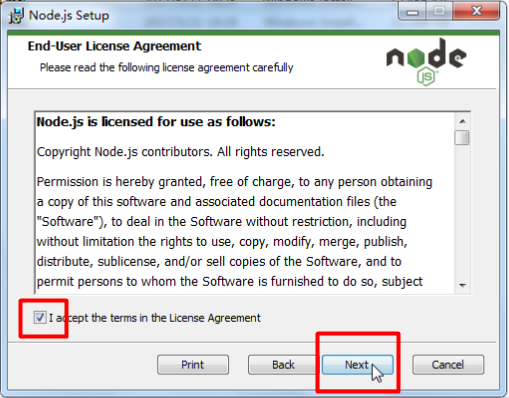 Node.js Setup
End-User License Agreement
Please read the following license agreement carefully
node
JS
Node.js is licensed for use as follows:
Copyright Node.js contributors. All rights reserved.
Permission is hereby granted, free of charge, to any person obtaining
a copy of this software and associated documentation files (the
"Software"), to deal in the Software without restriction, including
without limitation the rights to use, copy, modify, merge, publish,
distribute, sublicense, and/or sell copies of the Software, and to
permit persons to whom the Software is furnished to do so, subject
I accept the terms in the License Agreement
Print Back Next Cancel